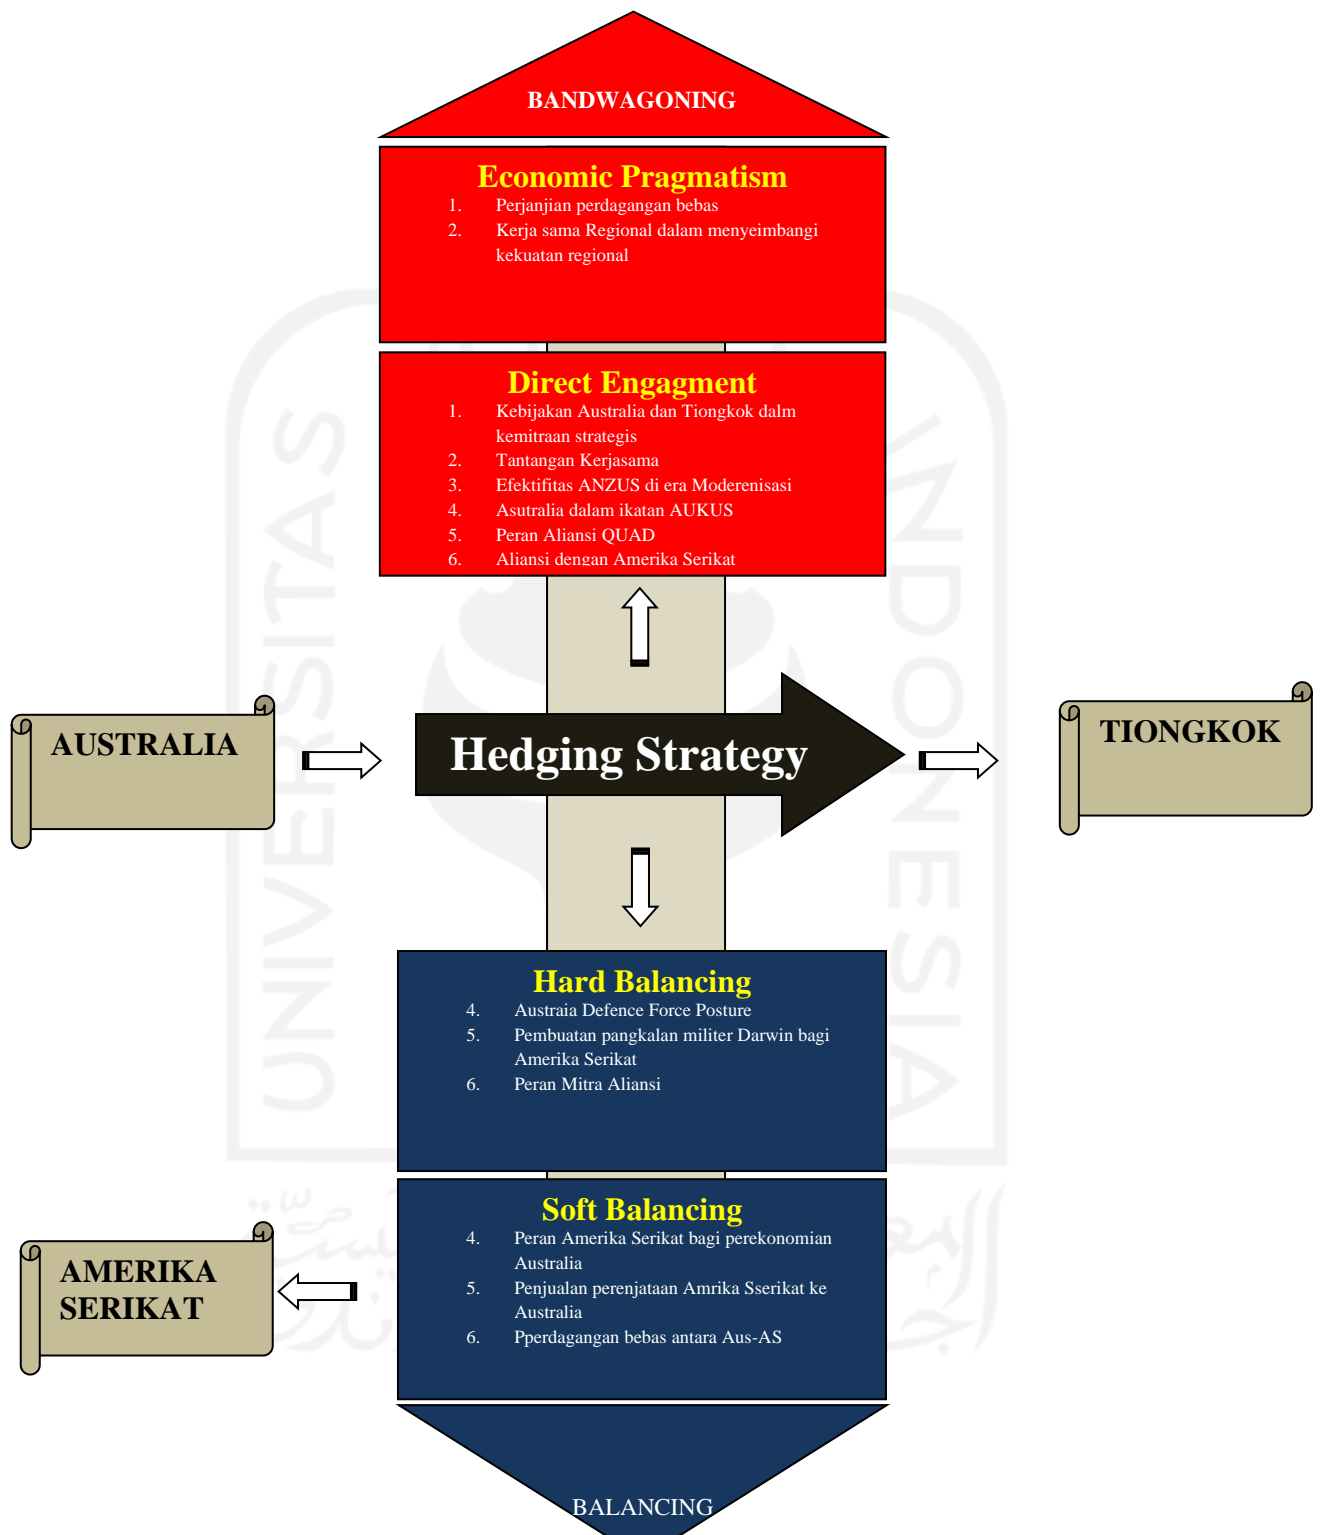 BANDWAGONING
Economic Pragmatism
1. Perjanjian perdagangan bebas
2. Kerja sama Regional dalam menyeimbangi
kekuatan regional
Direct Engagment
1. Kebijakan Australia dan Tiongkok dalm
kemitraan strategis
2. Tantangan Kerjasama
3. Efektifitas ANZUS di era Moderenisasi
4. Asutralia dalam ikatan AUKUS
5. Peran Aliansi QUAD
6. Aliansi dengan Amerika Serikat
AUSTRALIA
Hedging Strategy
TIONGKOK
Hard Balancing
4. Austraia Defence Force Posture
5. Pembuatan pangkalan militer Darwin bagi
Amerika Serikat
6. Peran Mitra Aliansi
Soft Balancing
4. Peran Amerika Serikat bagi perekonomian
Australia
5. Penjualan perenjataan Amrika Sserikat ke
Australia
6. Pperdagangan bebas antara Aus-AS
AMERIKA
SERIKAT
BALANCING
UNIVERSITAS
INDONESIA